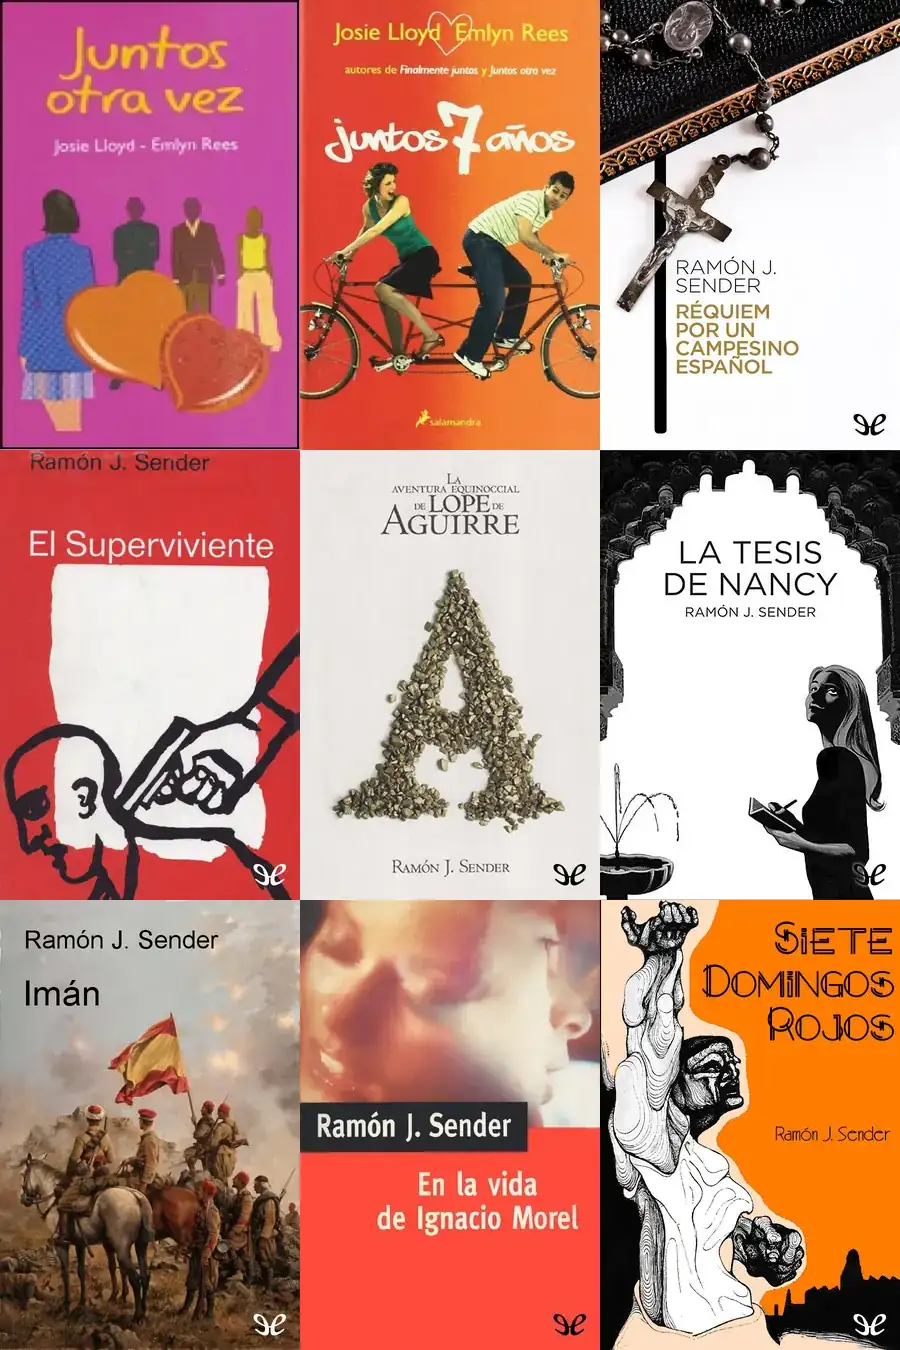 Juntos
otra vez
Josie Lloyd - Emlyn Rees
Josie Lloyd Emlyn Rees
autores de Finalmente juntos y Juntos otra vez
juntos 7 años
salamandra
RAMÓN J.
SENDER
RÉQUIEM
POR UN
CAMPESINO
ESPAÑOL
Ramón J. Sender
El Superviviente
LA
AVENTURA EQUINOCCIAL
DE LOPE DE
AGUIRRE
RAMÓN J. SENDER
LA TESIS
DE NANCY
RAMÓN J. SENDER
Ramón J. Sender
Imán
Ramón J. Sender
En la vida
de Ignacio Morel
SIETE
DOMINGOS
ROJOS
Ramón J. Sender